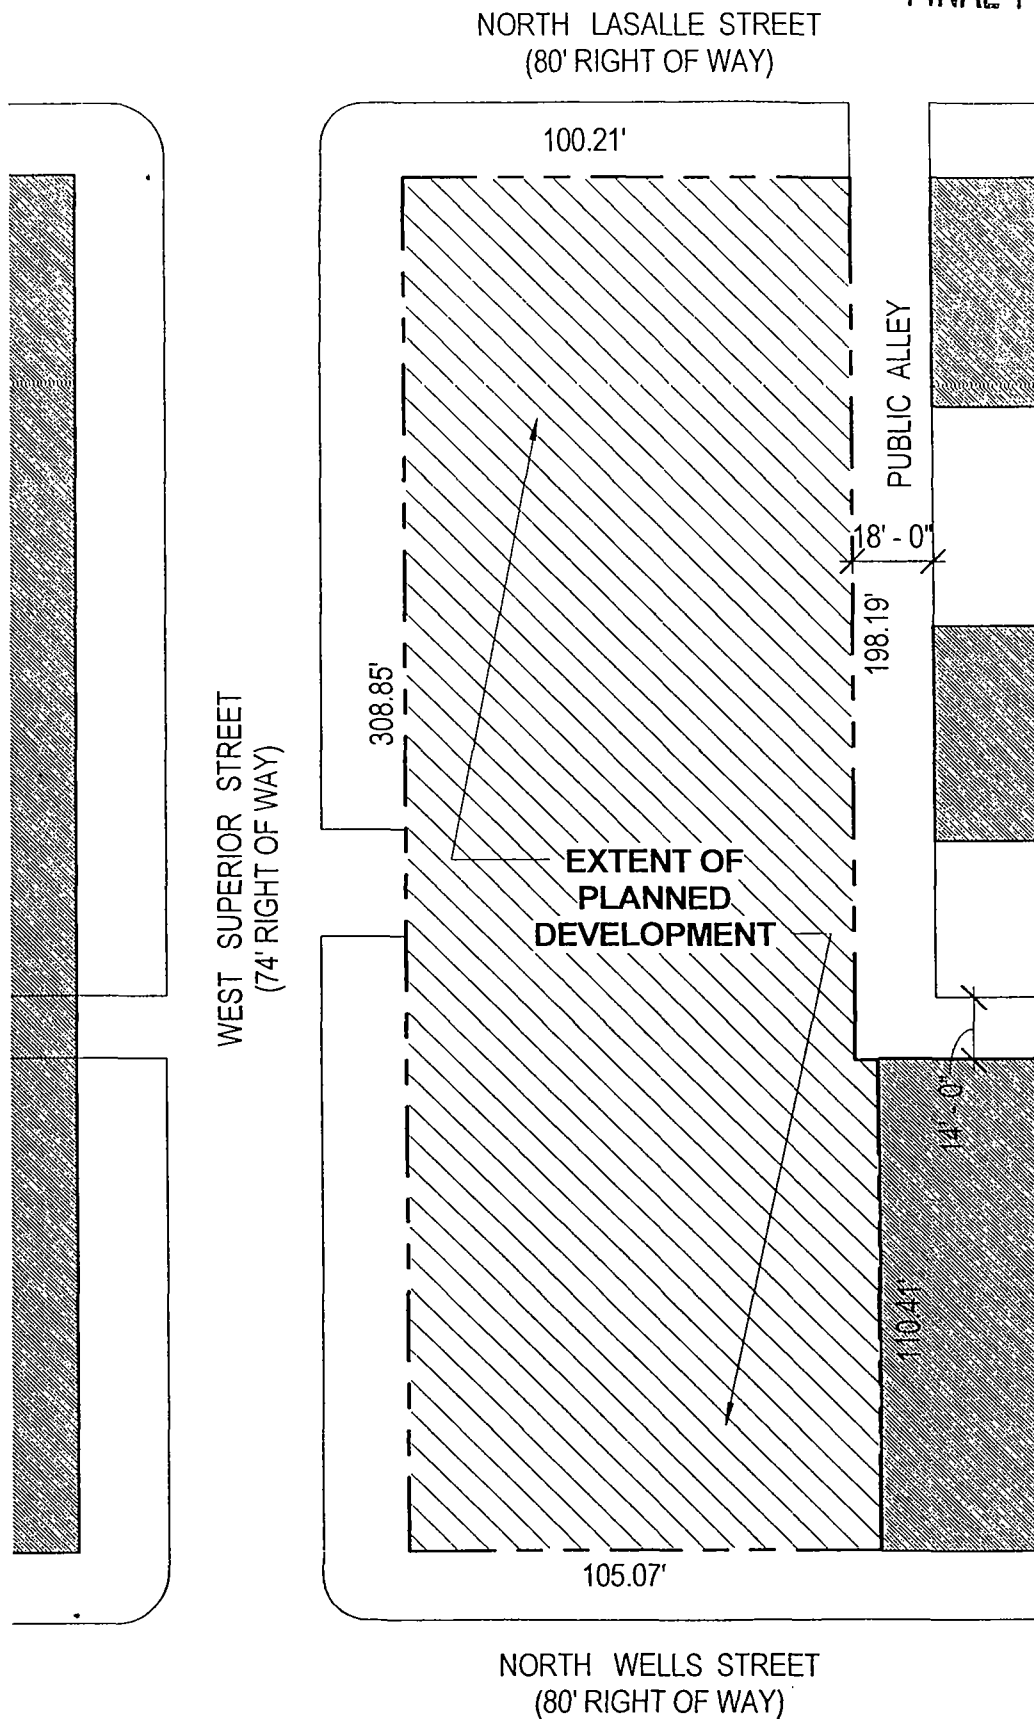 NORTH LASALLE STREET
(80' RIGHT OF WAY)
100.21'
PUBLIC ALLEY
18' - 0"
198.19'
308.85'
WEST SUPERIOR STREET
(74' RIGHT OF WAY)
EXTENT OF
PLANNED
DEVELOPMENT
14' - 0"
110.41'
105.07'
NORTH WELLS STREET
(80' RIGHT OF WAY)